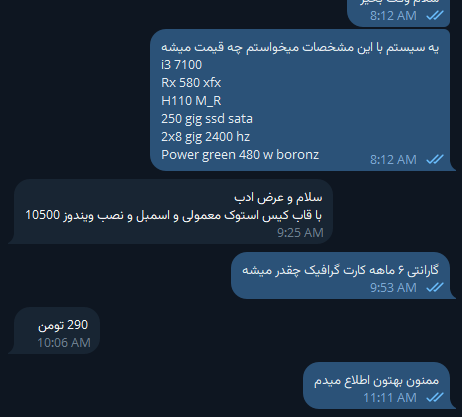 سلام وقت بخیر
8:12 AM
یه سیستم با این مشخصات میخواستم چه قیمت میشه
i3 7100
Rx 580 xfx
H110 M_R
250 gig ssd sata
2x8 gig 2400 hz
Power green 480 w boronz
8:12 AM
سلام و عرض ادب
با قاب کیس استوک معمولی و اسمبل و نصب ویندوز 10500
9:25 AM
گارانتی ۶ ماهه کارت گرافیک چقدر میشه
9:53 AM
290 تومن
10:06 AM
ممنون بهتون اطلاع میدم
11:11 AM